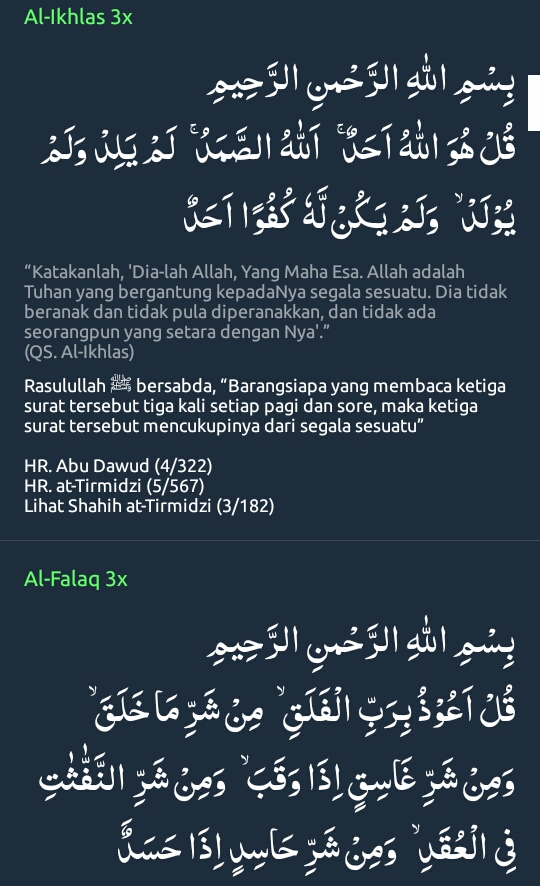 Al-Ikhlas 3x
بِسْمِ اللّٰهِ الرَّحْمٰنِ الرَّحِيْمِ
قُلْ هُوَ اللّٰهُ اَحَدٌۚ اَللّٰهُ الصَّمَدُۚ لَمْ يَلِدْ وَلَمْ
يُوْلَدْۙ وَلَمْ يَكُنْ لَّهٗ كُفُوًا اَحَدٌ
“Katakanlah, 'Dia-lah Allah, Yang Maha Esa. Allah adalah
Tuhan yang bergantung kepadaNya segala sesuatu. Dia tidak
beranak dan tidak pula diperanakkan, dan tidak ada
seorangpun yang setara dengan Nya'.”
(QS. Al-Ikhlas)
Rasulullah ﷺ bersabda, “Barangsiapa yang membaca ketiga
surat tersebut tiga kali setiap pagi dan sore, maka ketiga
surat tersebut mencukupinya dari segala sesuatu”
HR. Abu Dawud (4/322)
HR. at-Tirmidzi (5/567)
Lihat Shahih at-Tirmidzi (3/182)
Al-Falaq 3x
بِسْمِ اللّٰهِ الرَّحْمٰنِ الرَّحِيْمِ
قُلْ اَعُوْذُ بِرَبِّ الْفَلَقِۙ مِنْ شَرِّ مَا خَلَقَۙ
وَمِنْ شَرِّ غَاسِقٍ اِذَا وَقَبَۙ وَمِنْ شَرِّ النَّفّٰثٰتِ
فِى الْعُقَدِۙ وَمِنْ شَرِّ حَاسِدٍ اِذَا حَسَدَ